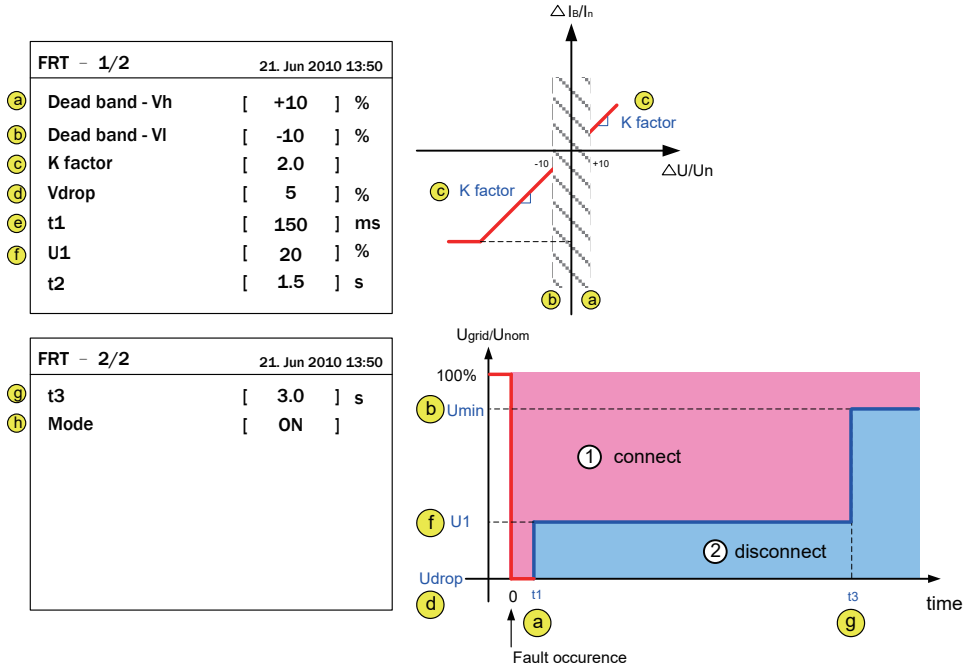 FRT - 1/2 21. Jun 2010 13:50
a Dead band - Vh [ +10 ] %
b Dead band - Vl [ -10 ] %
c K factor [ 2.0 ]
d Vdrop [ 5 ] %
e t1 [ 150 ] ms
f U1 [ 20 ] %
t2 [ 1.5 ] s
△ IB/In
c
K factor
-10 +10
△U/Un
c K factor
b a
FRT - 2/2 21. Jun 2010 13:50
g t3 [ 3.0 ] s
h Mode [ ON ]
Ugrid/Unom
100%
b Umin
1 connect
f U1
2 disconnect
Udrop
d
0 t1 t3 time
a g
Fault occurence